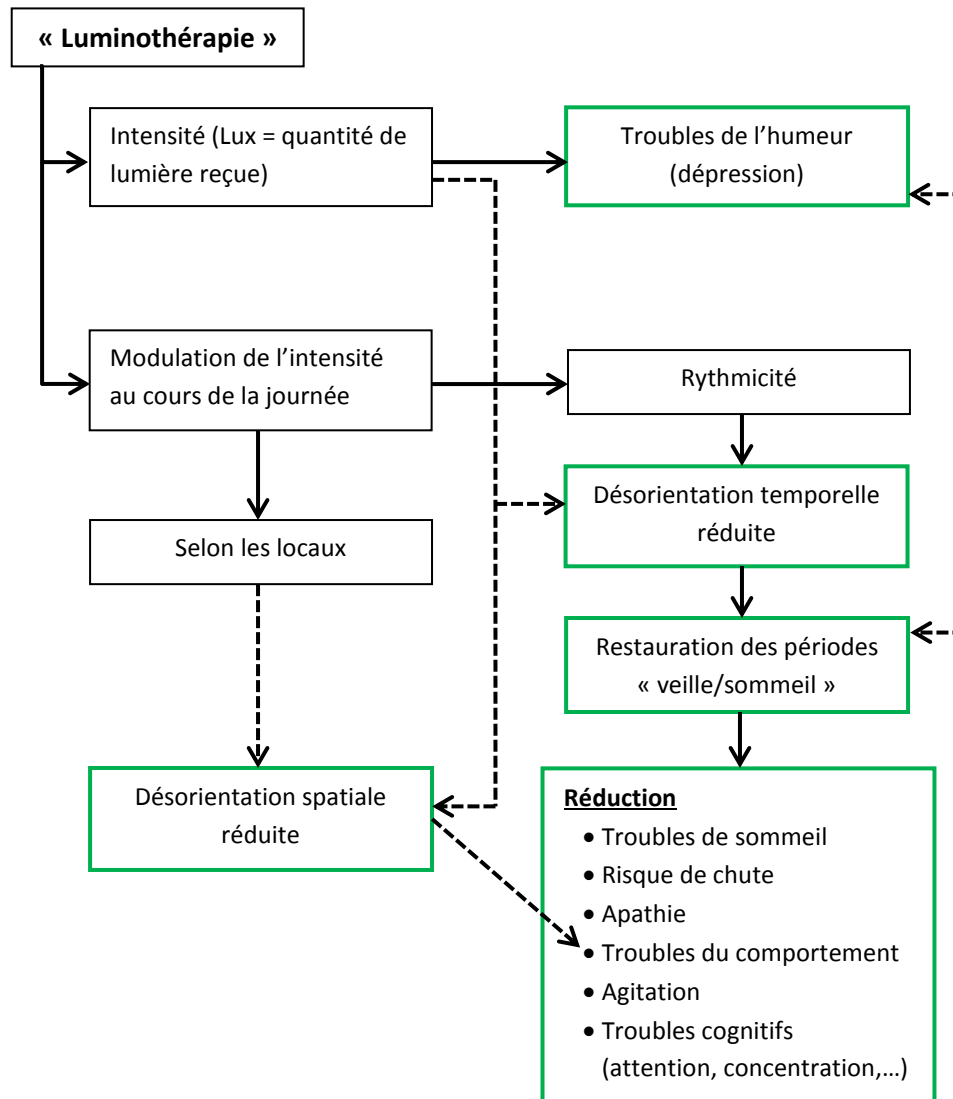 « Luminothérapie »
Intensité (Lux = quantité de
lumière reçue)
Troubles de l’humeur
(dépression)
Modulation de l’intensité
au cours de la journée
Rythmicité
Désorientation temporelle
réduite
Selon les locaux
Restauration des périodes
« veille/sommeil »
Désorientation spatiale
réduite
Réduction
• Troubles de sommeil
• Risque de chute
• Apathie
• Troubles du comportement
• Agitation
• Troubles cognitifs
(attention, concentration,…)